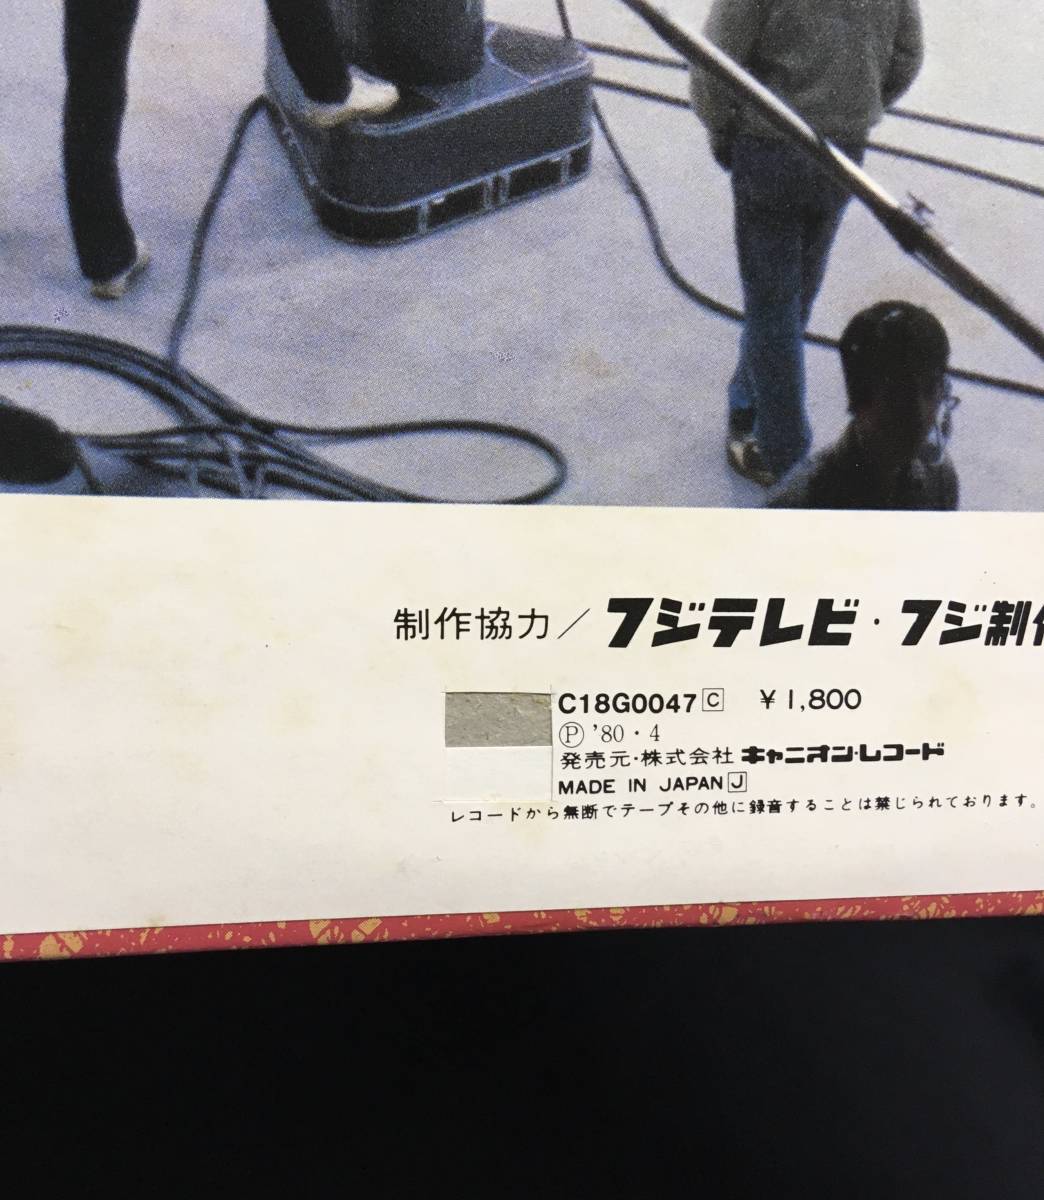 制作協力/フジテレビ・フジ制
C18G0047 C ¥1,800
Ⓟ'80・4
発売元・株式会社キャニオン・レコード
MADE IN JAPAN J
レコードから無断でテープその他に録音することは禁じられております。